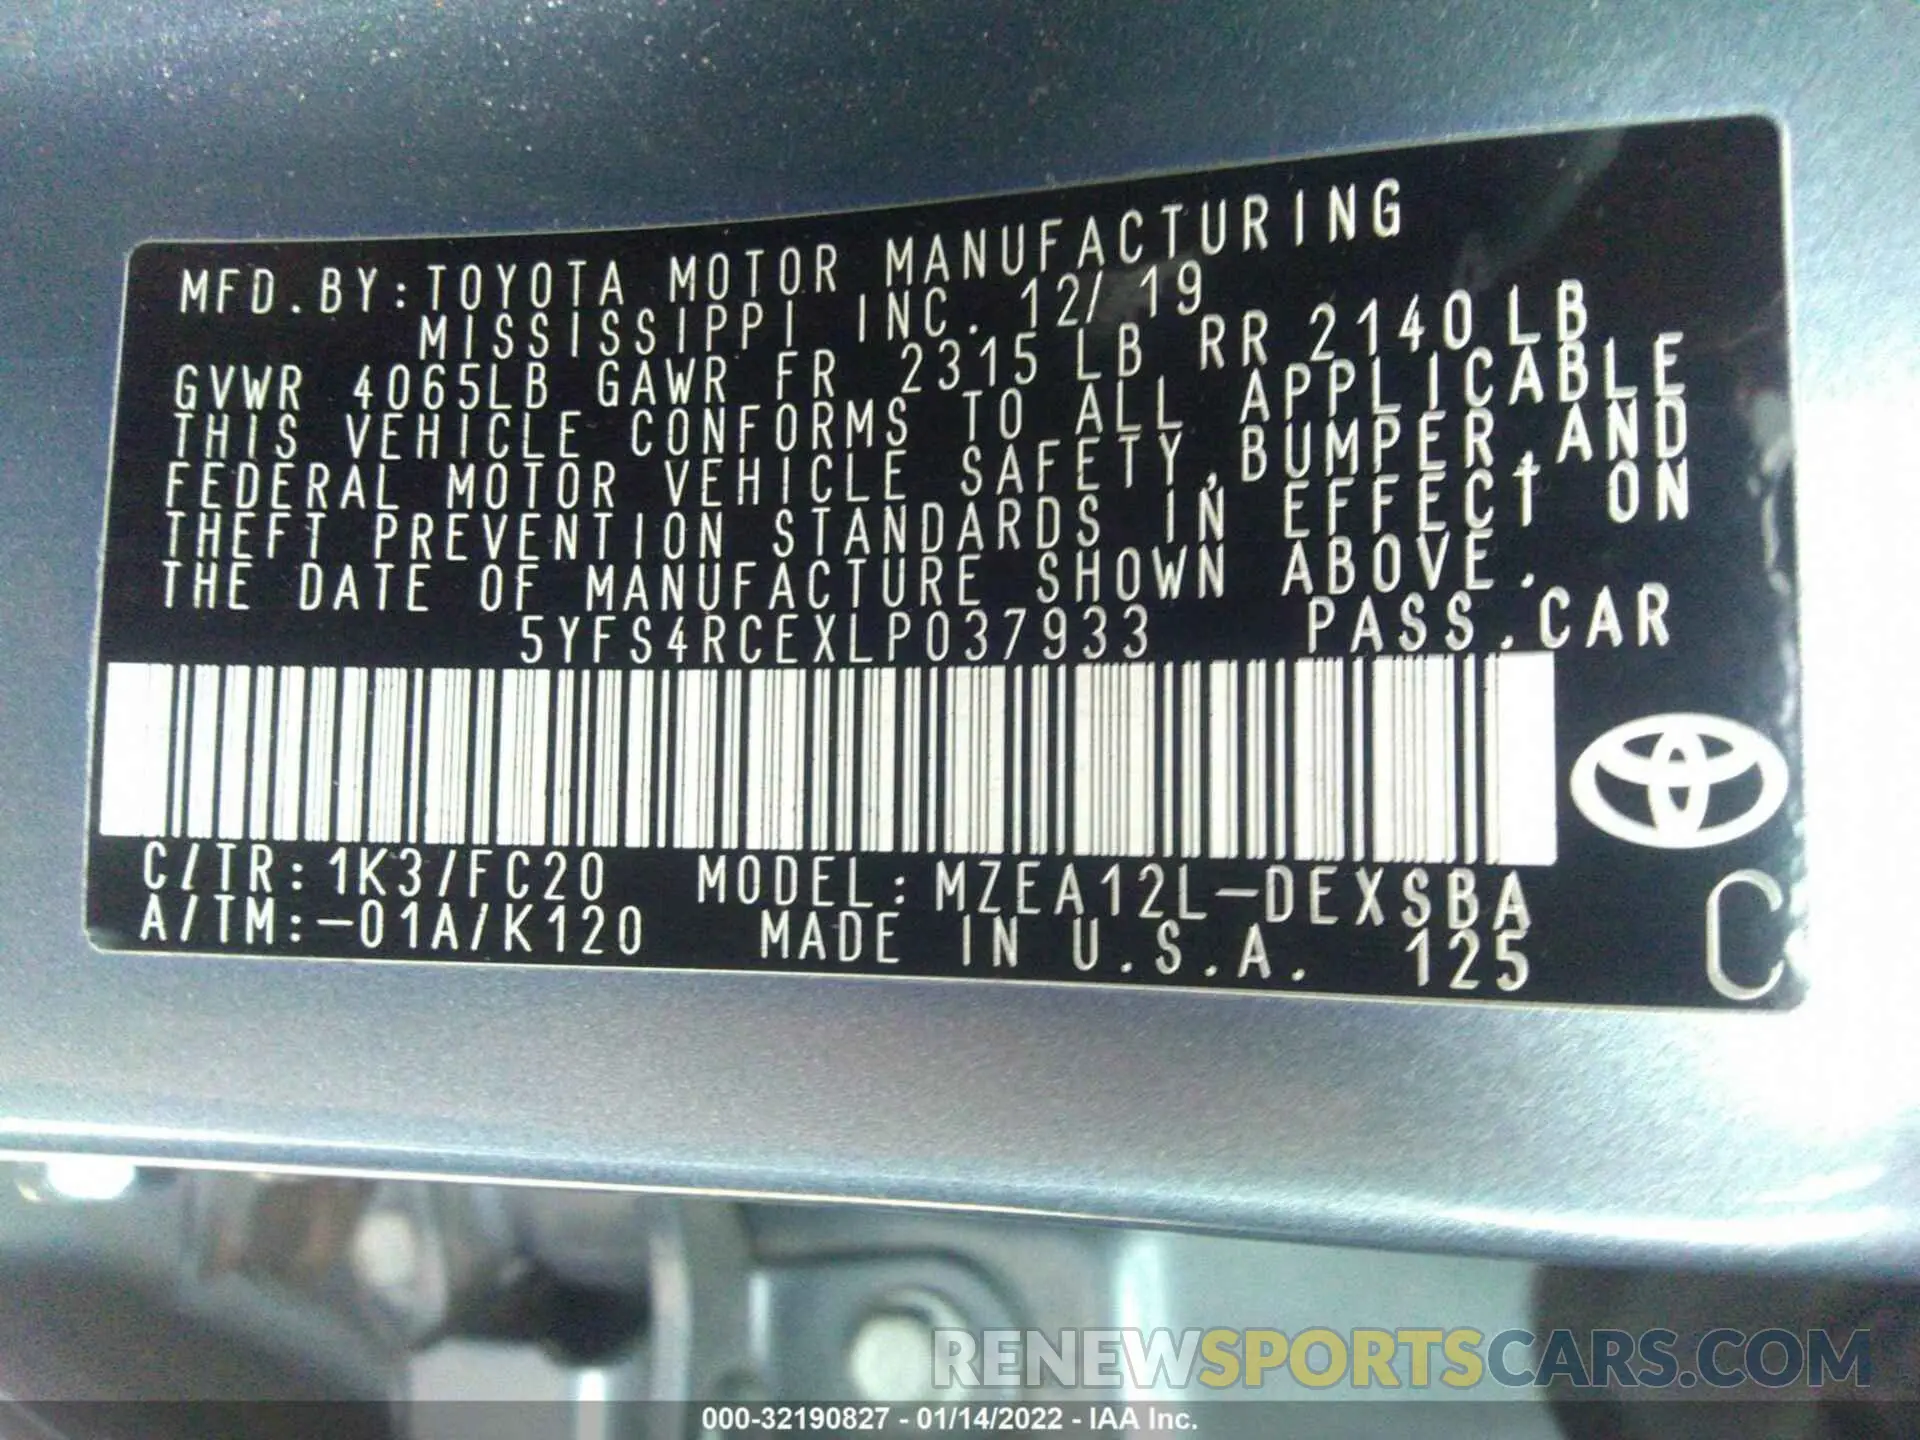 MFD.BY:TOYOTA MOTOR MANUFACTURING
MISSISSIPPI INC. 12/ 19
GVWR 4065LB GAWR FR 2315 LB RR 2140 LB
THIS VEHICLE CONFORMS TO ALL APPLICABLE
FEDERAL MOTOR VEHICLE SAFETY,BUMPER,AND
THEFT PREVENTION STANDARDS IN EFFECT ON
THE DATE OF MANUFACTURE SHOWN ABOVE.
5YFS4RCEXLP037933 PASS.CAR
C/TR:1K3/FC20 MODEL:MZEA12L-DEXSBA
A/TM:-01A/K120 MADE IN U.S.A. 125
C
RENEWSPORTSCARS.COM
000-32190827 - 01/14/2022 - IAA Inc.